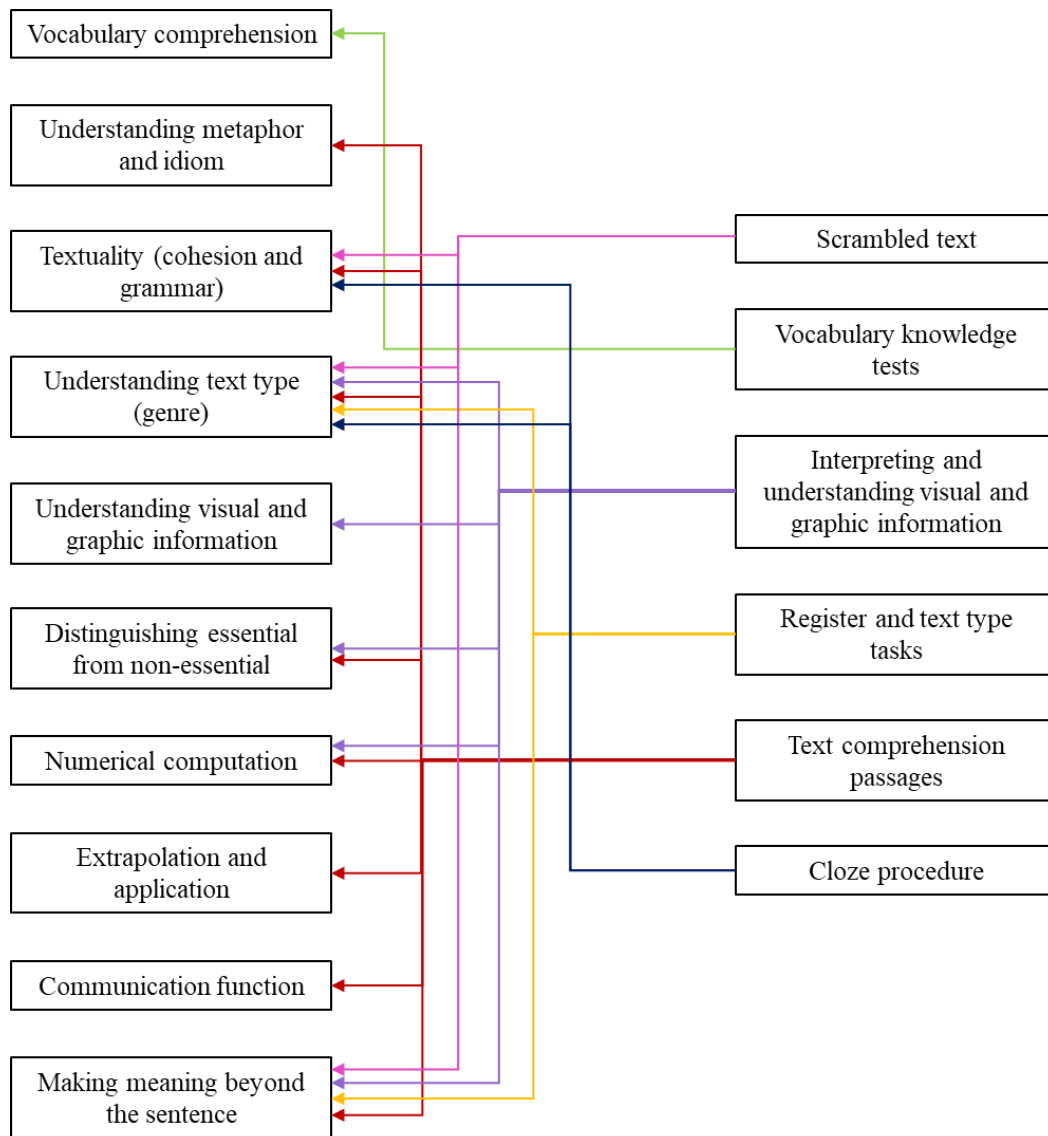 Vocabulary comprehension
Understanding metaphor
and idiom
Textuality (cohesion and
grammar)
Understanding text type
(genre)
Understanding visual and
graphic information
Distinguishing essential
from non-essential
Numerical computation
Extrapolation and
application
Communication function
Making meaning beyond
the sentence
Scrambled text
Vocabulary knowledge
tests
Interpreting and
understanding visual and
graphic information
Register and text type
tasks
Text comprehension
passages
Cloze procedure